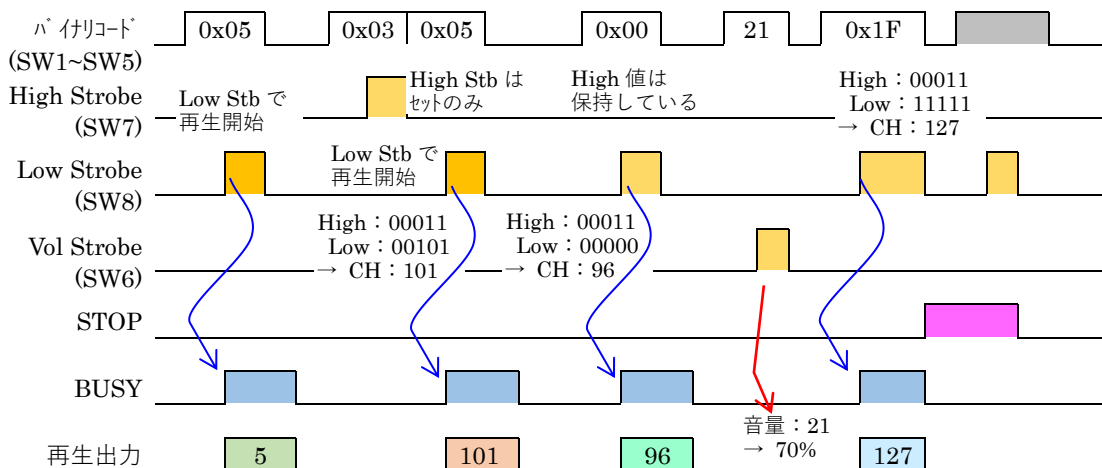 ﾊﾞｲﾅﾘｺｰﾄﾞ
(SW1~SW5)
0x05
0x03
0x05
0x00
21
0x1F
High Strobe
(SW7)
Low Stb で
再生開始
High Stb は
ｾｯﾄのみ
High 値は
保持している
High：00011
Low：11111
→ CH：127
Low Strobe
(SW8)
Low Stb で
再生開始
Vol Strobe
(SW6)
High：00011
Low：00101
→ CH：101
High：00011
Low：00000
→ CH：96
STOP
BUSY
音量：21
→ 70%
再生出力
5
101
96
127